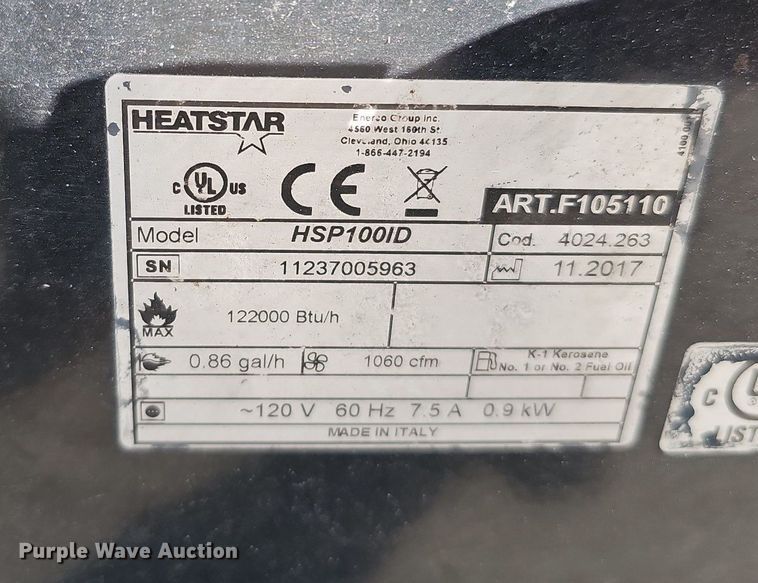 HEATSTAR
Enerco Group Inc.
4560 West 160th St.
Cleveland, Ohio 44135
1-866-447-2194
C UL US
LISTED
CE
ART.F105110
Model HSP100ID Cod. 4024.263
SN 11237005963 11.2017
MAX 122000 Btu/h
0.86 gal/h 1060 cfm K-1 Kerosene
No. 1 or No. 2 Fuel Oil
~120 V 60 Hz 7.5 A 0.9 kW
MADE IN ITALY
C
LIST
Purple Wave Auction